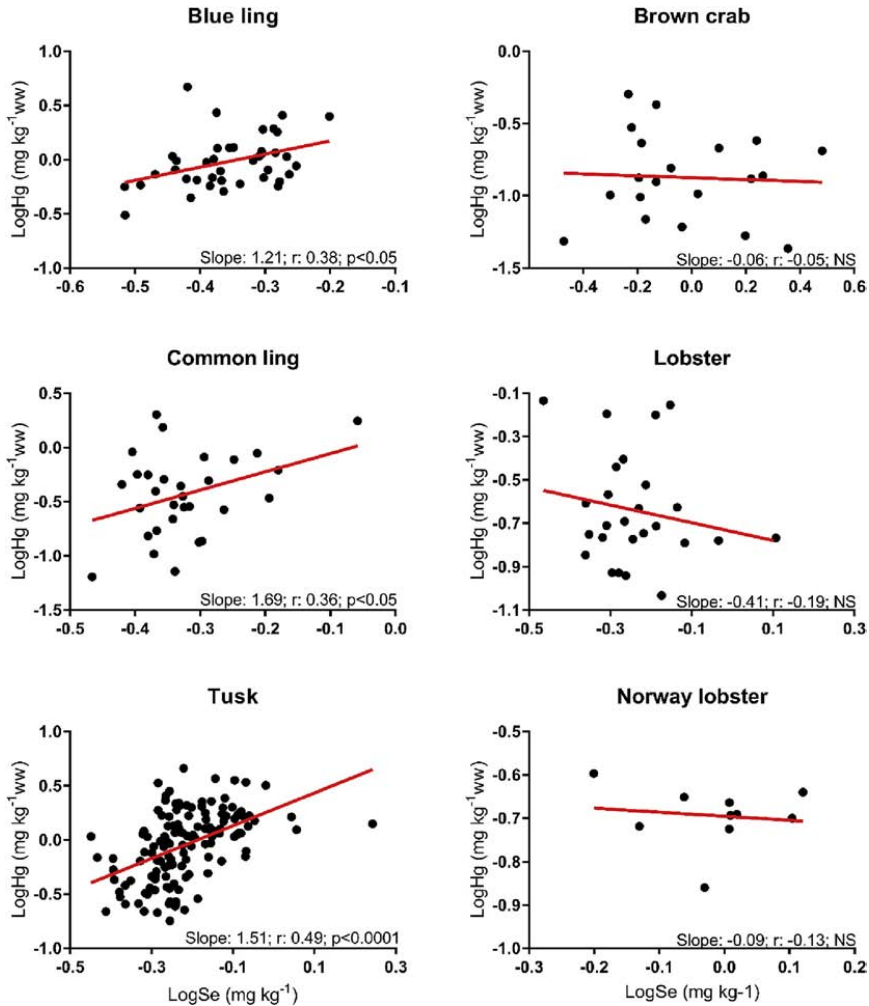 Blue ling
LogHg (mg kg⁻¹ww)
1.0
0.5
0.0
-0.5
-1.0
Slope: 1.21; r: 0.38; p<0.05
-0.6 -0.5 -0.4 -0.3 -0.2 -0.1
Brown crab
LogHg (mg kg⁻¹ww)
0.0
-0.5
-1.0
-1.5
Slope: -0.06; r: -0.05; NS
-0.4 -0.2 0.0 0.2 0.4 0.6
Common ling
LogHg (mg kg⁻¹ww)
0.5
0.0
-0.5
-1.0
-1.5
Slope: 1.69; r: 0.36; p<0.05
-0.5 -0.4 -0.3 -0.2 -0.1 0.0
Lobster
LogHg (mg kg⁻¹ww)
-0.1
-0.3
-0.5
-0.7
-0.9
-1.1
Slope: -0.41; r: -0.19; NS
-0.5 -0.3 -0.1 0.1 0.3
Tusk
LogHg (mg kg⁻¹ww)
1.0
0.5
0.0
-0.5
-1.0
Slope: 1.51; r: 0.49; p<0.0001
-0.5 -0.3 -0.1 0.1 0.3
LogSe (mg kg⁻¹)
Norway lobster
LogHg (mg kg⁻¹ww)
-0.5
-0.6
-0.7
-0.8
-0.9
-1.0
Slope: -0.09; r: -0.13; NS
-0.2 -0.1 0.0 0.1 0.2
LogSe (mg kg-1)